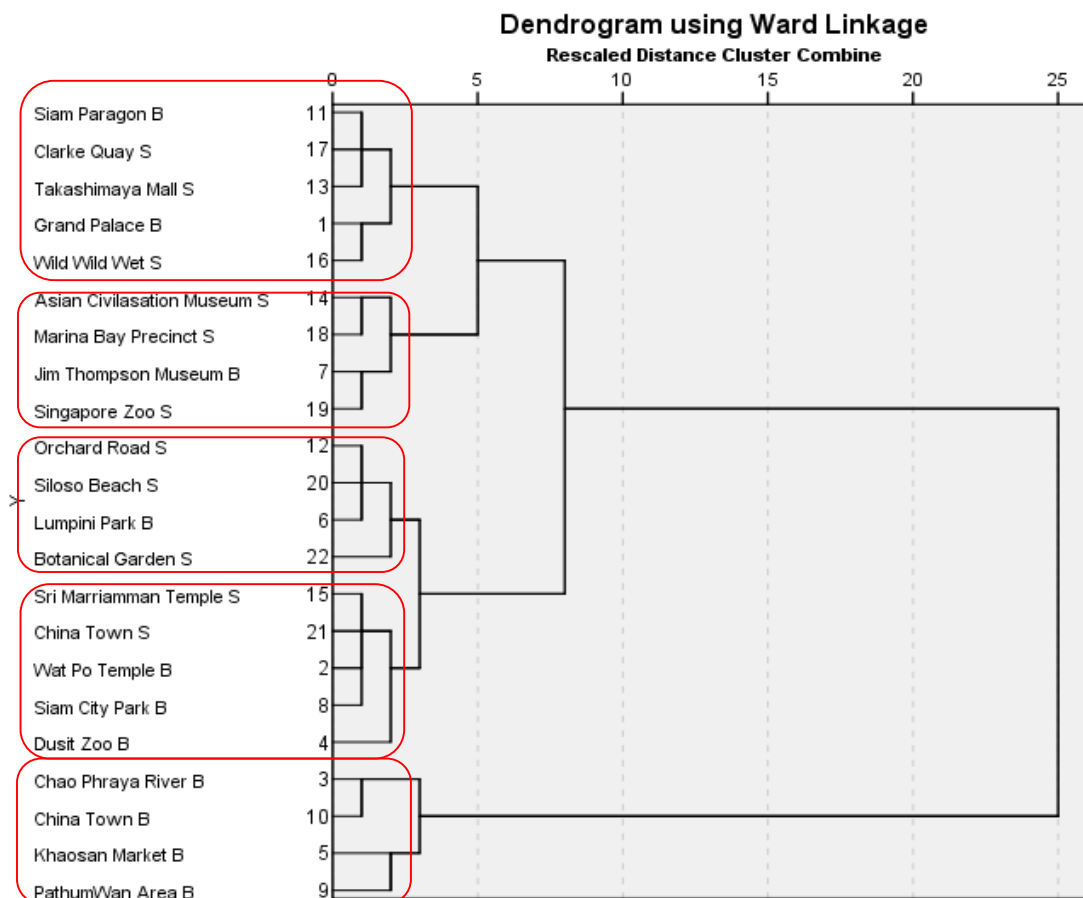 Dendrogram using Ward Linkage
Rescaled Distance Cluster Combine
0 5 10 15 20 25
Siam Paragon B 11
Clarke Quay S 17
Takashimaya Mall S 13
Grand Palace B 1
Wild Wild Wet S 16
Asian Civilasation Museum S 14
Marina Bay Precinct S 18
Jim Thompson Museum B 7
Singapore Zoo S 19
Orchard Road S 12
Siloso Beach S 20
Y
Lumpini Park B 6
Botanical Garden S 22
Sri Marriamman Temple S 15
China Town S 21
Wat Po Temple B 2
Siam City Park B 8
Dusit Zoo B 4
Chao Phraya River B 3
China Town B 10
Khaosan Market B 5
PathumWan Area B 9